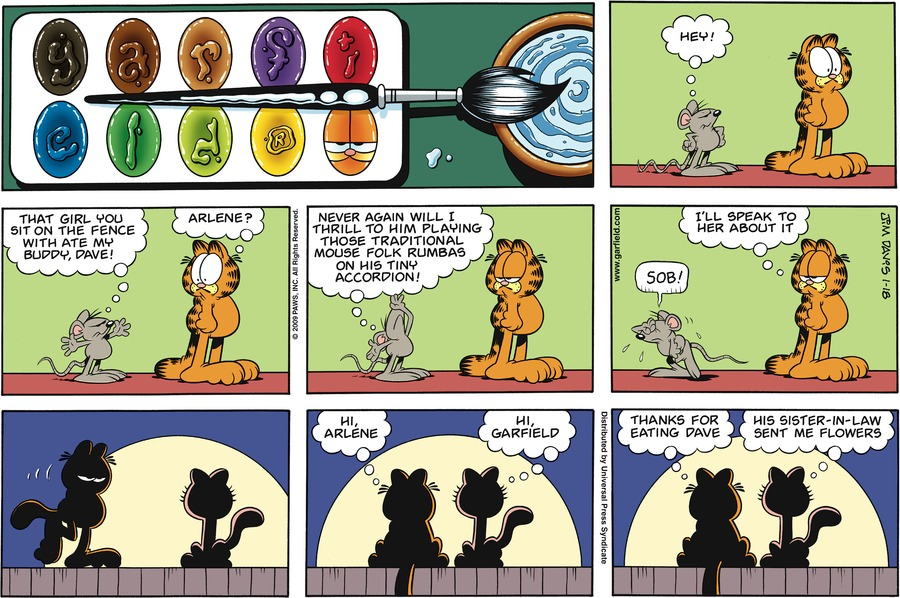 g a r f i
e l d ®
HEY!
THAT GIRL YOU
SIT ON THE FENCE
WITH ATE MY
BUDDY, DAVE!
ARLENE?
© 2009 PAWS, INC. All Rights Reserved.
NEVER AGAIN WILL I
THRILL TO HIM PLAYING
THOSE TRADITIONAL
MOUSE FOLK RUMBAS
ON HIS TINY
ACCORDION!
www.garfield.com
SOB!
I'LL SPEAK TO
HER ABOUT IT
JIM DAVIS 1-18
HI,
ARLENE
HI,
GARFIELD
Distributed by Universal Press Syndicate
THANKS FOR
EATING DAVE
HIS SISTER-IN-LAW
SENT ME FLOWERS